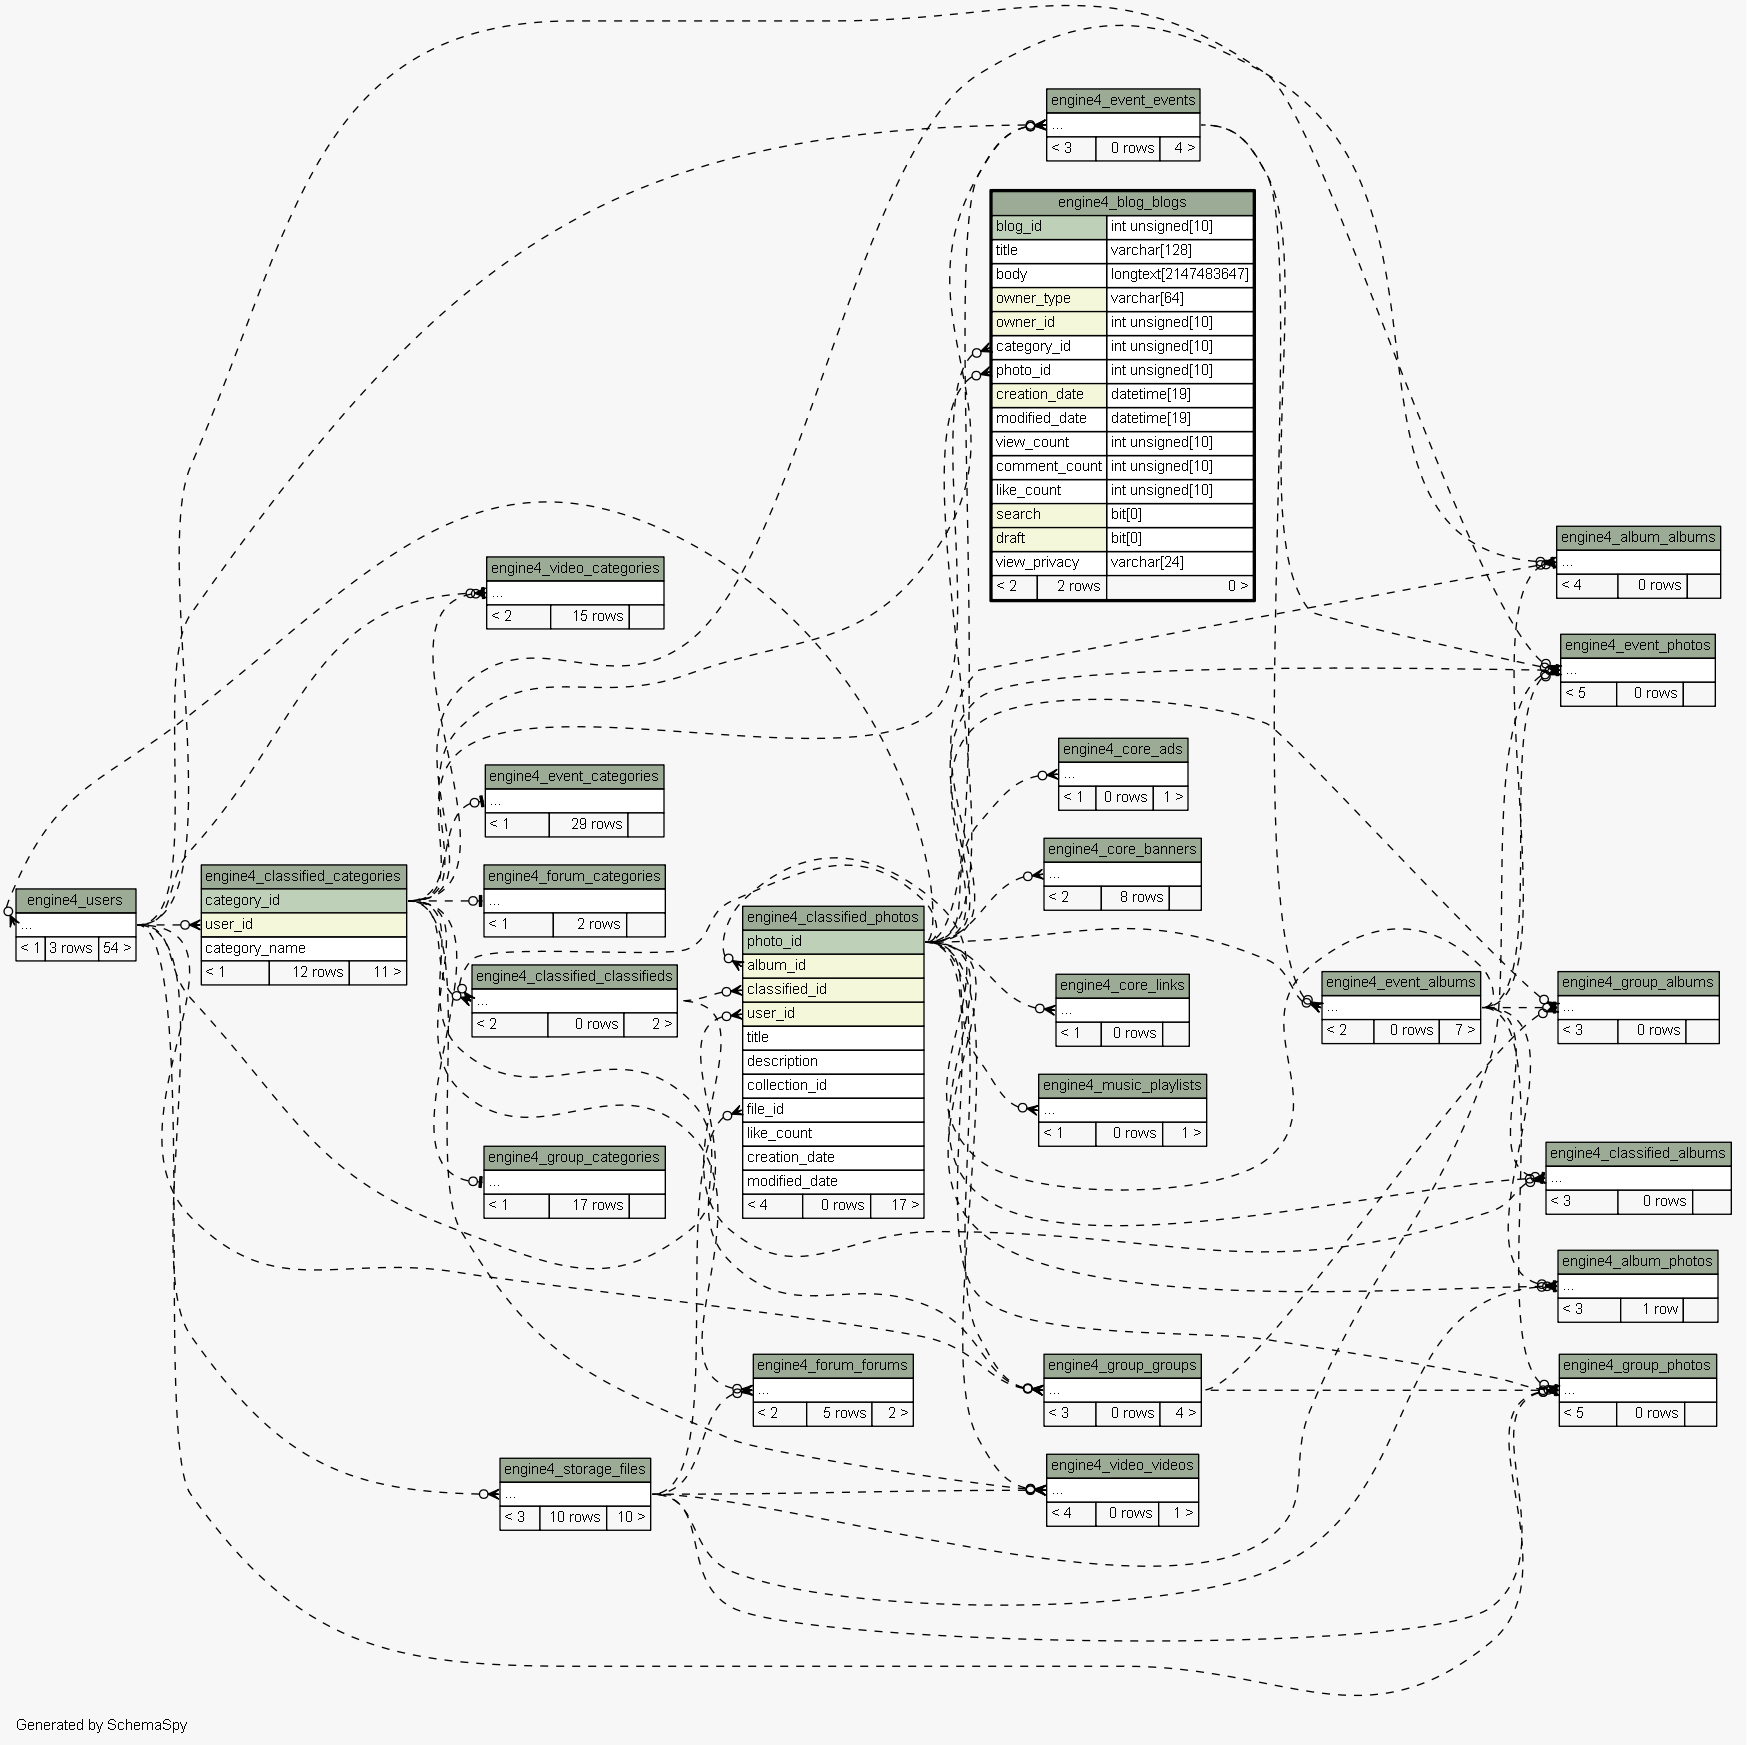 engine4_event_events
...
< 3 0 rows 4 >
engine4_blog_blogs
blog_id int unsigned[10]
title varchar[128]
body longtext[2147483647]
owner_type varchar[64]
owner_id int unsigned[10]
category_id int unsigned[10]
photo_id int unsigned[10]
creation_date datetime[19]
modified_date datetime[19]
view_count int unsigned[10]
comment_count int unsigned[10]
like_count int unsigned[10]
search bit[0]
draft bit[0]
view_privacy varchar[24]
< 2 2 rows 0 >
engine4_album_albums
...
< 4 0 rows
engine4_video_categories
...
< 2 15 rows
engine4_event_photos
...
< 5 0 rows
engine4_core_ads
...
< 1 0 rows 1 >
engine4_event_categories
...
< 1 29 rows
engine4_core_banners
...
< 2 8 rows
engine4_users
...
< 1 3 rows 54 >
engine4_classified_categories
category_id
user_id
category_name
< 1 12 rows 11 >
engine4_forum_categories
...
< 1 2 rows
engine4_classified_classifieds
...
< 2 0 rows 2 >
engine4_classified_photos
photo_id
album_id
classified_id
user_id
title
description
collection_id
file_id
like_count
creation_date
modified_date
< 4 0 rows 17 >
engine4_core_links
...
< 1 0 rows
engine4_event_albums
...
< 2 0 rows 7 >
engine4_group_albums
...
< 3 0 rows
engine4_music_playlists
...
< 1 0 rows 1 >
engine4_group_categories
...
< 1 17 rows
engine4_classified_albums
...
< 3 0 rows
engine4_album_photos
...
< 3 1 row
engine4_forum_forums
...
< 2 5 rows 2 >
engine4_group_groups
...
< 3 0 rows 4 >
engine4_group_photos
...
< 5 0 rows
engine4_storage_files
...
< 3 10 rows 10 >
engine4_video_videos
...
< 4 0 rows 1 >
Generated by SchemaSpy